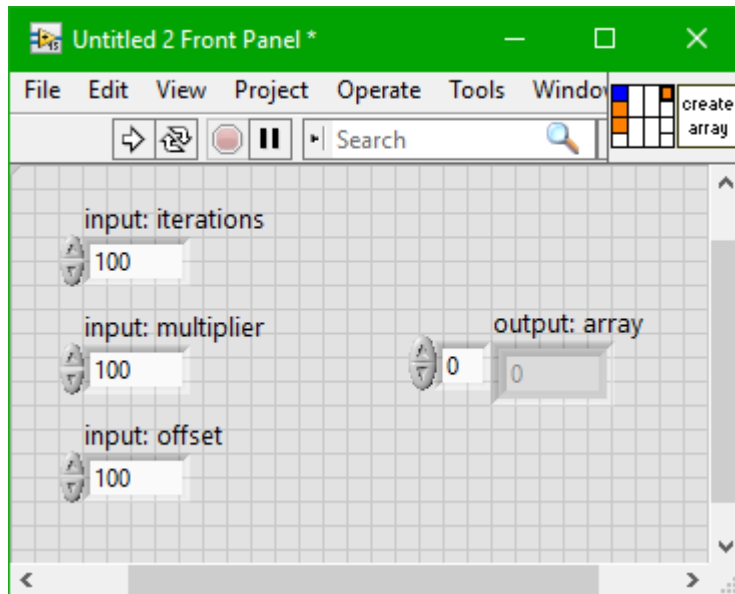 Untitled 2 Front Panel *
File Edit View Project Operate Tools Window
create
array
Search
input: iterations
100
input: multiplier
100
output: array
0
0
input: offset
100